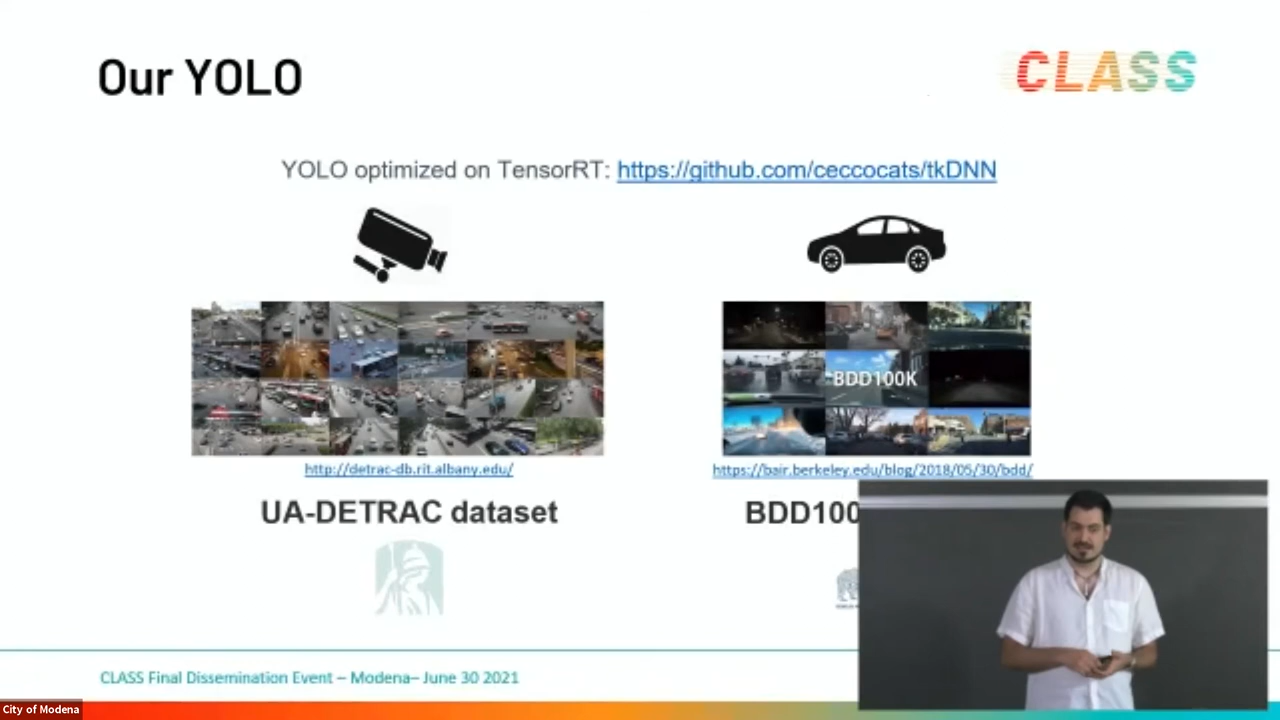 Our YOLO
CLASS
YOLO optimized on TensorRT: https://github.com/ceccocats/tkDNN
BDD100K
http://detrac-db.rit.albany.edu/
https://bair.berkeley.edu/blog/2018/05/30/bdd/
UA-DETRAC dataset
BDD100
CLASS Final Dissemination Event – Modena– June 30 2021
City of Modena